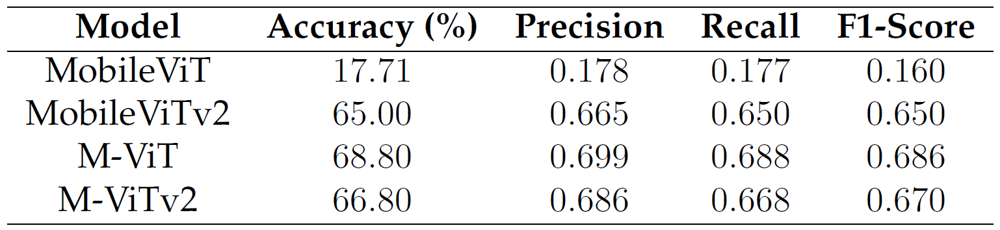 Model Accuracy (%) Precision Recall F1-Score
MobileViT 17.71 0.178 0.177 0.160
MobileViTv2 65.00 0.665 0.650 0.650
M-ViT 68.80 0.699 0.688 0.686
M-ViTv2 66.80 0.686 0.668 0.670